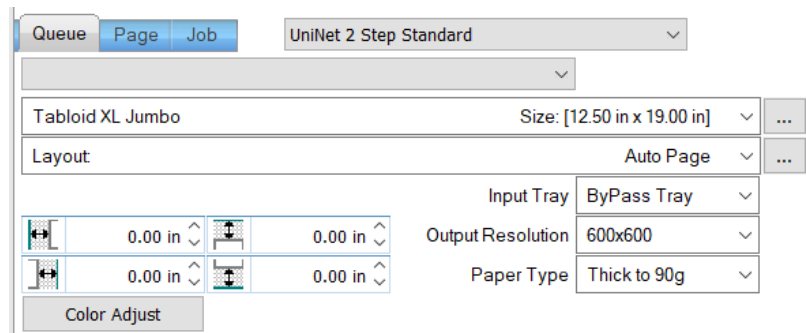 Queue Page Job UniNet 2 Step Standard
Tabloid XL Jumbo Size: [12.50 in x 19.00 in] ...
Layout: Auto Page ...
Input Tray ByPass Tray
0.00 in 0.00 in Output Resolution 600x600
0.00 in 0.00 in Paper Type Thick to 90g
Color Adjust